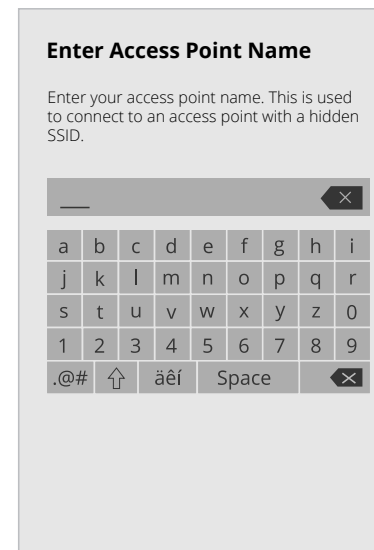 Enter Access Point Name
Enter your access point name. This is used
to connect to an access point with a hidden
SSID.
a b c d e f g h i
j k l m n o p q r
s t u v w x y z 0
1 2 3 4 5 6 7 8 9
.@# äêí Space